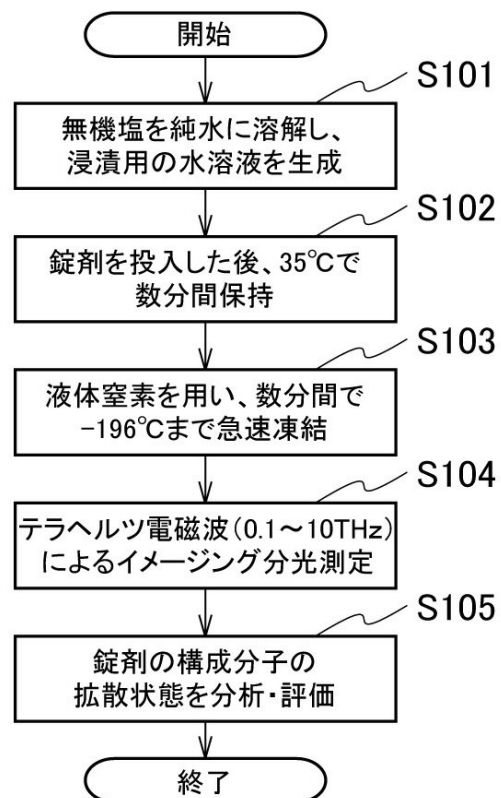 開始
S101
無機塩を純水に溶解し、
浸漬用の水溶液を生成
S102
錠剤を投入した後、35℃で
数分間保持
S103
液体窒素を用い、数分間で
-196℃まで急速凍結
S104
テラヘルツ電磁波(0.1～10THz)
によるイメージング分光測定
S105
錠剤の構成分子の
拡散状態を分析・評価
終了